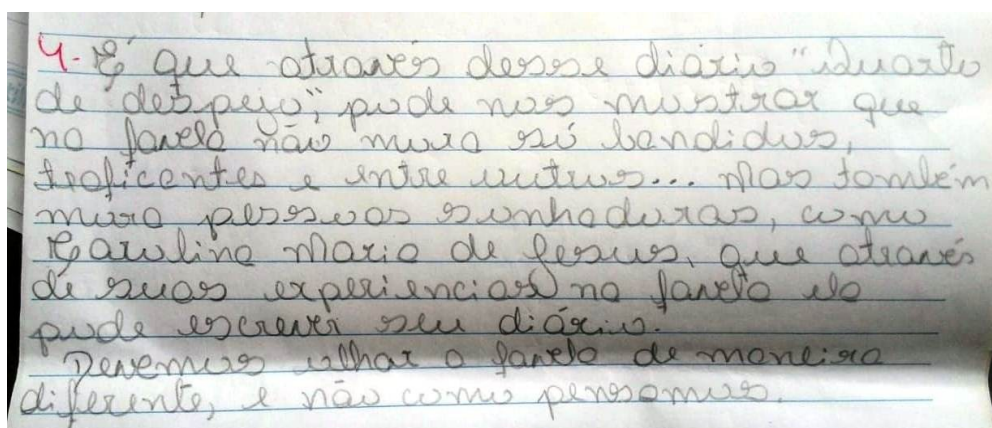 4- É que através desse diário "Quarto
de despejo", pode nos mostrar que
na favela não mora só bandidos,
traficantes e entre outros... Mas também
mora pessoas sonhadoras, como
Carolina Maria de Jesus, que através
de suas experiencias na favela ela
pode escrever seu diário.
Devemos olhar a favela de maneira
diferente, e não como pensamos.